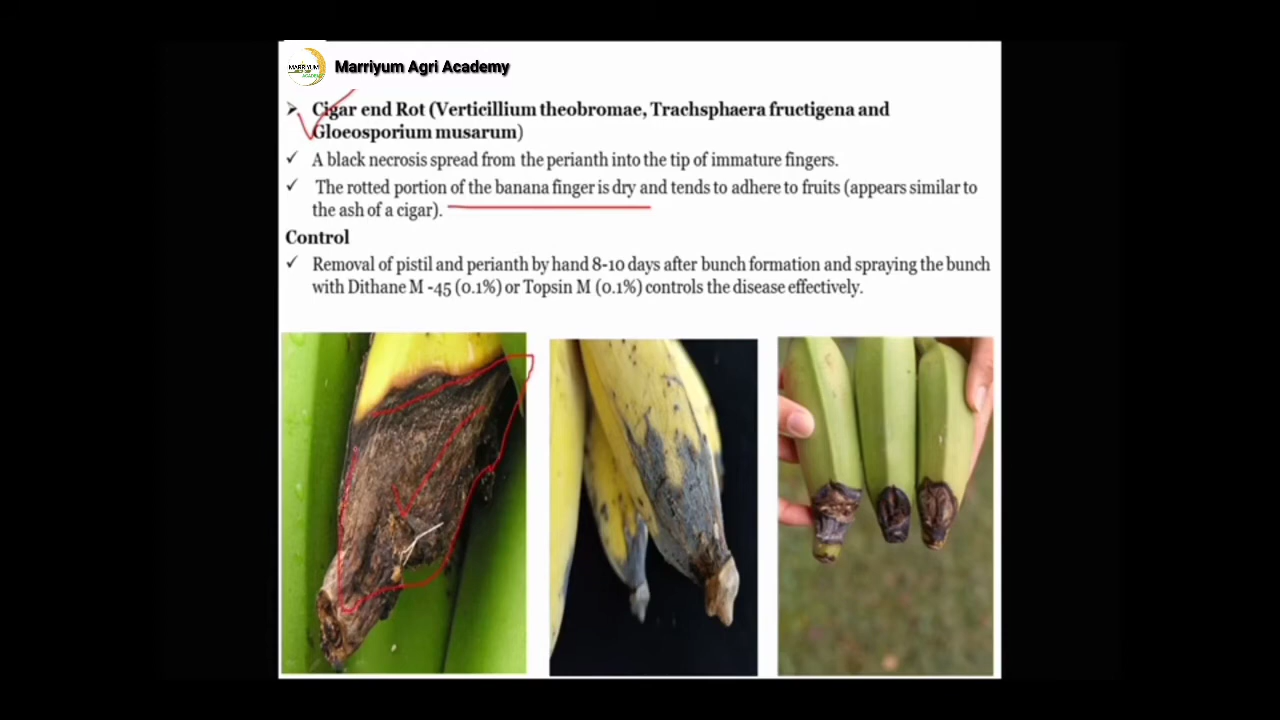 MARRIYUM
ACADEMY
Marriyum Agri Academy
➢ Cigar end Rot (Verticillium theobromae, Trachsphaera fructigena and
Gloeosporium musarum)
✓ A black necrosis spread from the perianth into the tip of immature fingers.
✓ The rotted portion of the banana finger is dry and tends to adhere to fruits (appears similar to
the ash of a cigar).
Control
✓ Removal of pistil and perianth by hand 8-10 days after bunch formation and spraying the bunch
with Dithane M -45 (0.1%) or Topsin M (0.1%) controls the disease effectively.